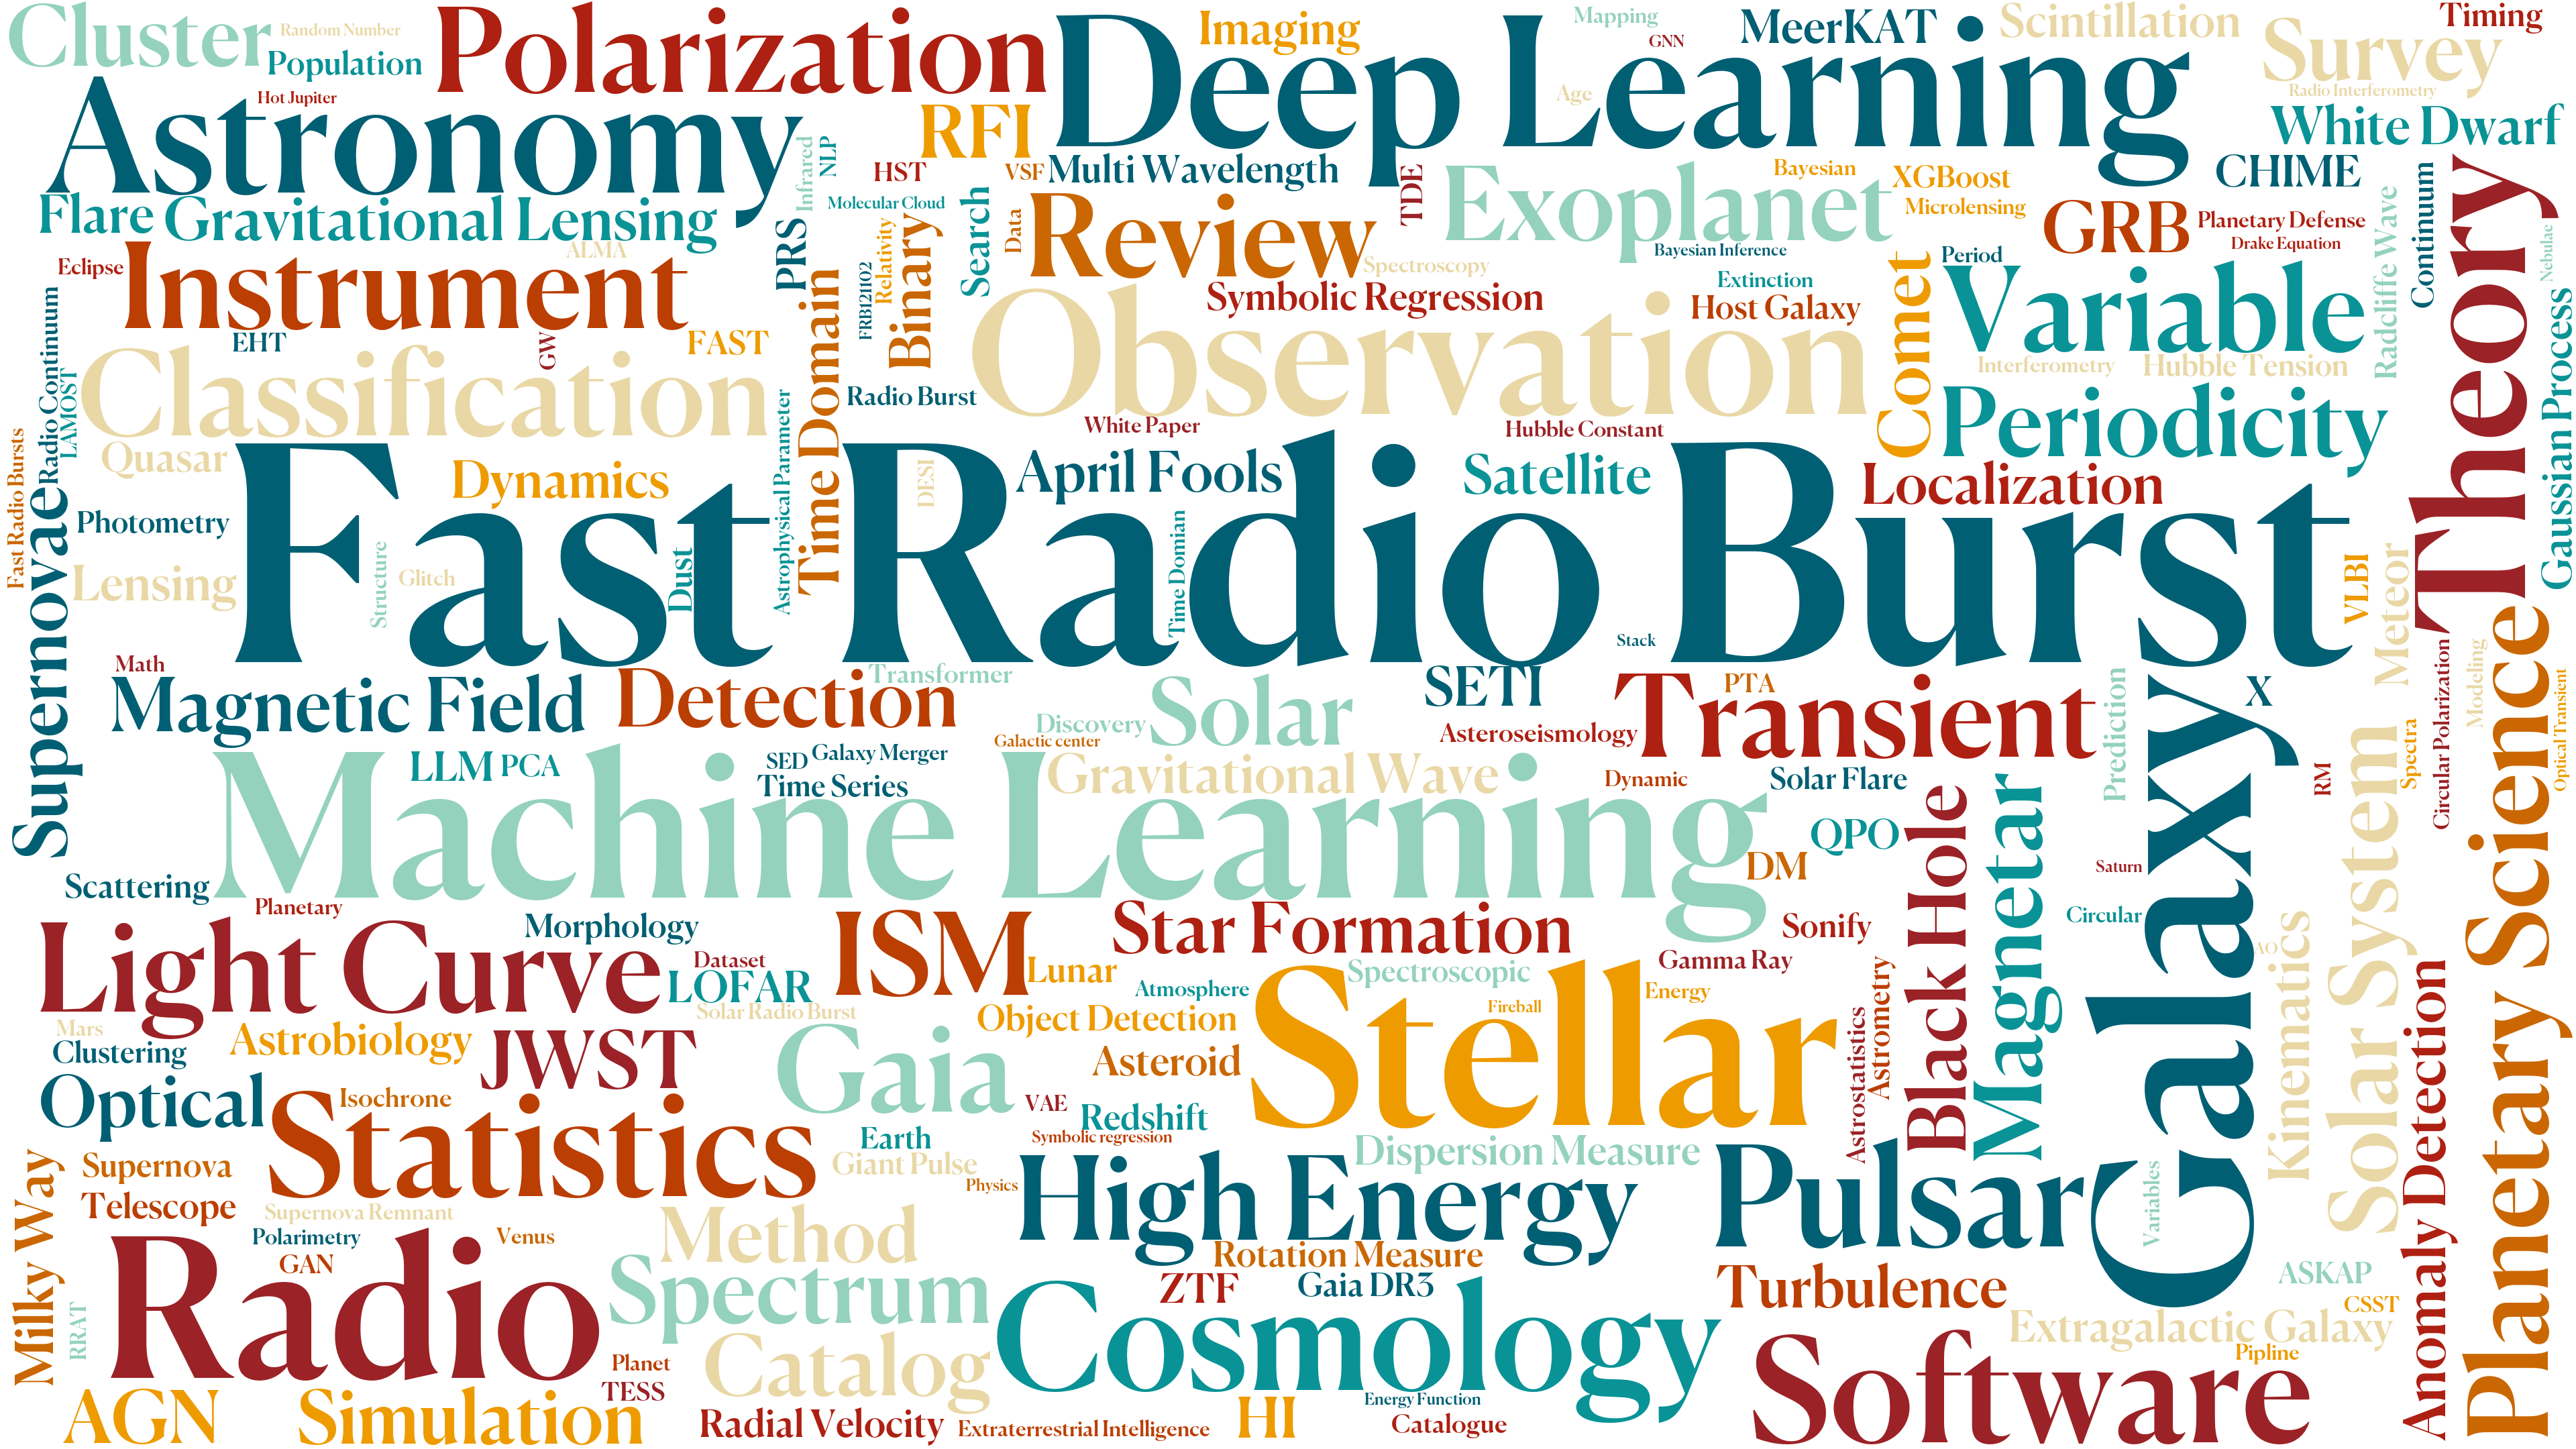 Cluster
Random Number
Population
Polarization
Imaging
Deep Learning
Mapping
GNN
MeerKAT
Scintillation
Survey
Timing
Radio Interferometry
Hot Jupiter
Astronomy
RFI
Age
White Dwarf
Infrared
NLP
HST
VSF
Multi Wavelength
TDE
Exoplanet
Bayesian
XGBoost
Microlensing
CHIME
Continuum
Theory
Flare
Gravitational Lensing
Molecular Cloud
PRS
Relativity
Binary
Search
Data
Review
Bayesian Inference
GRB
Planetary Defense
Drake Equation
Radcliffe Wave
Nebulae
Eclipse
Instrument
ALMA
FRB121102
Spectroscopy
Symbolic Regression
Extinction
Host Galaxy
Comet
Period
Variable
Gaussian Process
Radio Continuum
EHT
GW
FAST
Time Domain
Observation
Interferometry
Hubble Tension
LAMOST
Classification
Astrophysical Parameter
Radio Burst
White Paper
Hubble Constant
Periodicity
Fast Radio Bursts
Supernovae
Quasar
Dynamics
DESI
April Fools
Satellite
Localization
Photometry
Fast Radio Burst
Lensing
Structure
Glitch
Dust
Time Domian
Stack
VLBI
Meteor
Math
Magnetic Field
Detection
Transformer
Discovery
Solar
SETI
Transient
PTA
Prediction
Galaxy
X
Circular Polarization
Modeling
Planetary Science
Optical Transient
Spectra
LLM
PCA
SED
Galaxy Merger
Time Series
Galactic center
Gravitational Wave
Asteroseismology
Dynamic
Solar Flare
RM
Solar System
Machine Learning
Scattering
DM
QPO
Black Hole
Magnetar
Saturn
Circular
Planetary
Light Curve
Morphology
Dataset
LOFAR
ISM
Lunar
Star Formation
Sonify
Gamma Ray
AO
Kinematics
Anomaly Detection
Mars
Clustering
Astrobiology
Solar Radio Burst
JWST
Gaia
Atmosphere
Object Detection
Asteroid
Spectroscopic
Fireball
Energy
Stellar
Astrostatistics
Astrometry
Optical
Isochrone
Statistics
VAE
Redshift
Symbolic regression
Earth
Giant Pulse
Physics
Dispersion Measure
High Energy
Pulsar
Variables
Milky Way
Supernova
Telescope
Supernova Remnant
Polarimetry
GAN
Venus
Method
Rotation Measure
ZTF
Gaia DR3
Turbulence
ASKAP
CSST
RRAT
Radio
Spectrum
Cosmology
Extragalactic Galaxy
Pipline
Planet
TESS
Catalog
Software
AGN
Simulation
Radial Velocity
Extraterrestrial Intelligence
HI
Energy Function
Catalogue